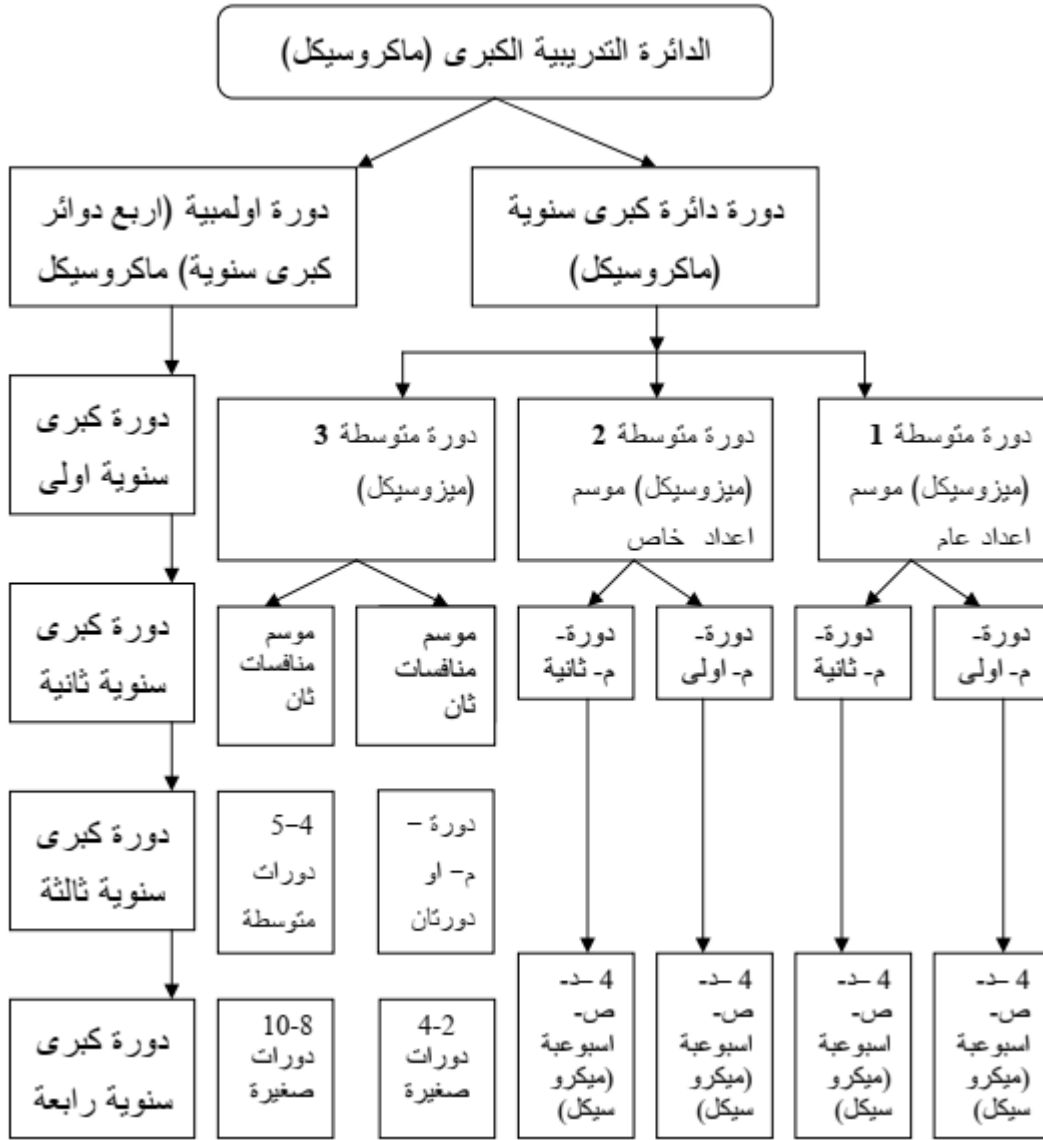 الدائرة التدريبية الكبرى (ماكروسيكل)
دورة دائرة كبرى سنوية
(ماكروسيكل)
دورة اولمبية (اربع دوائر
كبرى سنوية) ماكروسيكل
دورة متوسطة 1
(ميزوسيكل) موسم
اعداد عام
دورة متوسطة 2
(ميزوسيكل) موسم
اعداد خاص
دورة متوسطة 3
(ميزوسيكل)
دورة كبرى
سنوية اولى
دورة-
م- اولى
دورة-
م- ثانية
دورة-
م- اولى
دورة-
م- ثانية
موسم
منافسات
ثان
موسم
منافسات
ثان
دورة كبرى
سنوية ثانية
دورة –
م– او
دورتان
4–5
دورات
متوسطة
دورة كبرى
سنوية ثالثة
4 –د-
ص-
اسبوعبة
(ميكرو
سيكل)
4 –د-
ص-
اسبوعبة
(ميكرو
سيكل)
4 –د-
ص-
اسبوعبة
(ميكرو
سيكل)
4 –د-
ص-
اسبوعبة
(ميكرو
سيكل)
2-4
دورات
صغيرة
8-10
دورات
صغيرة
دورة كبرى
سنوية رابعة